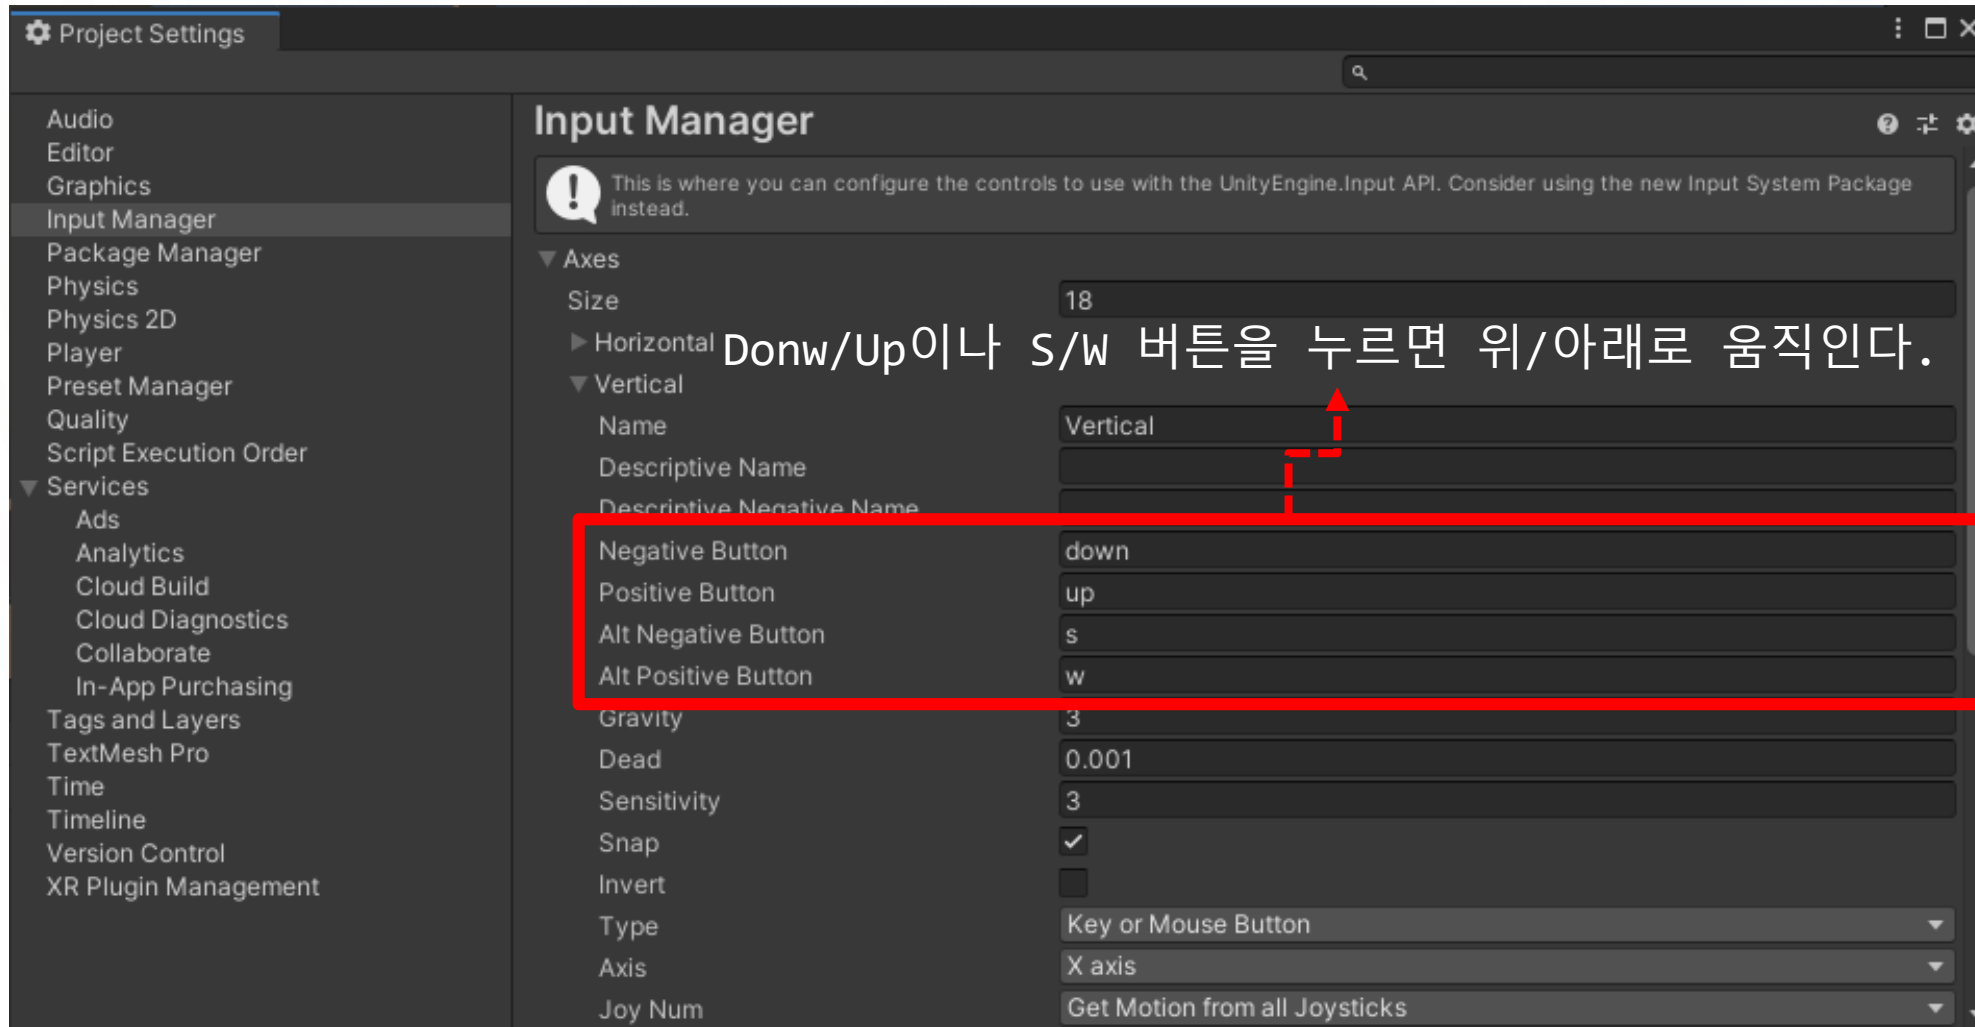 Project Settings
Audio
Editor
Graphics
Input Manager
Package Manager
Physics
Physics 2D
Player
Preset Manager
Quality
Script Execution Order
Services
Ads
Analytics
Cloud Build
Cloud Diagnostics
Collaborate
In-App Purchasing
Tags and Layers
TextMesh Pro
Time
Timeline
Version Control
XR Plugin Management
Input Manager
This is where you can configure the controls to use with the UnityEngine.Input API. Consider using the new Input System Package
instead.
Axes
Size 18
Horizontal
Donw/Up이나 S/W 버튼을 누르면 위/아래로 움직인다.
Vertical
Name Vertical
Descriptive Name
Descriptive Negative Name
Negative Button down
Positive Button up
Alt Negative Button s
Alt Positive Button w
Gravity 3
Dead 0.001
Sensitivity 3
Snap
Invert
Type Key or Mouse Button
Axis X axis
Joy Num Get Motion from all Joysticks